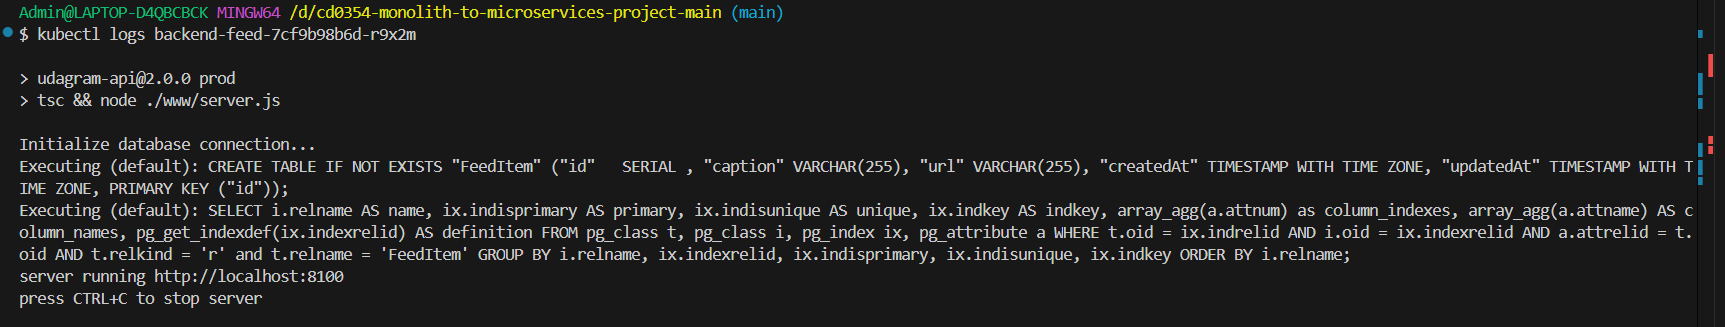 Admin@LAPTOP-D4QBCBCK MINGW64 /d/cd0354-monolith-to-microservices-project-main (main)
$ kubectl logs backend-feed-7cf9b98b6d-r9x2m
> udagram-api@2.0.0 prod
> tsc && node ./www/server.js
Initialize database connection...
Executing (default): CREATE TABLE IF NOT EXISTS "FeedItem" ("id"   SERIAL , "caption" VARCHAR(255), "url" VARCHAR(255), "createdAt" TIMESTAMP WITH TIME ZONE, "updatedAt" TIMESTAMP WITH T
IME ZONE, PRIMARY KEY ("id"));
Executing (default): SELECT i.relname AS name, ix.indisprimary AS primary, ix.indisunique AS unique, ix.indkey AS indkey, array_agg(a.attnum) as column_indexes, array_agg(a.attname) AS c
olumn_names, pg_get_indexdef(ix.indexrelid) AS definition FROM pg_class t, pg_class i, pg_index ix, pg_attribute a WHERE t.oid = ix.indrelid AND i.oid = ix.indexrelid AND a.attrelid = t.
oid AND t.relkind = 'r' and t.relname = 'FeedItem' GROUP BY i.relname, ix.indexrelid, ix.indisprimary, ix.indisunique, ix.indkey ORDER BY i.relname;
server running http://localhost:8100
press CTRL+C to stop server